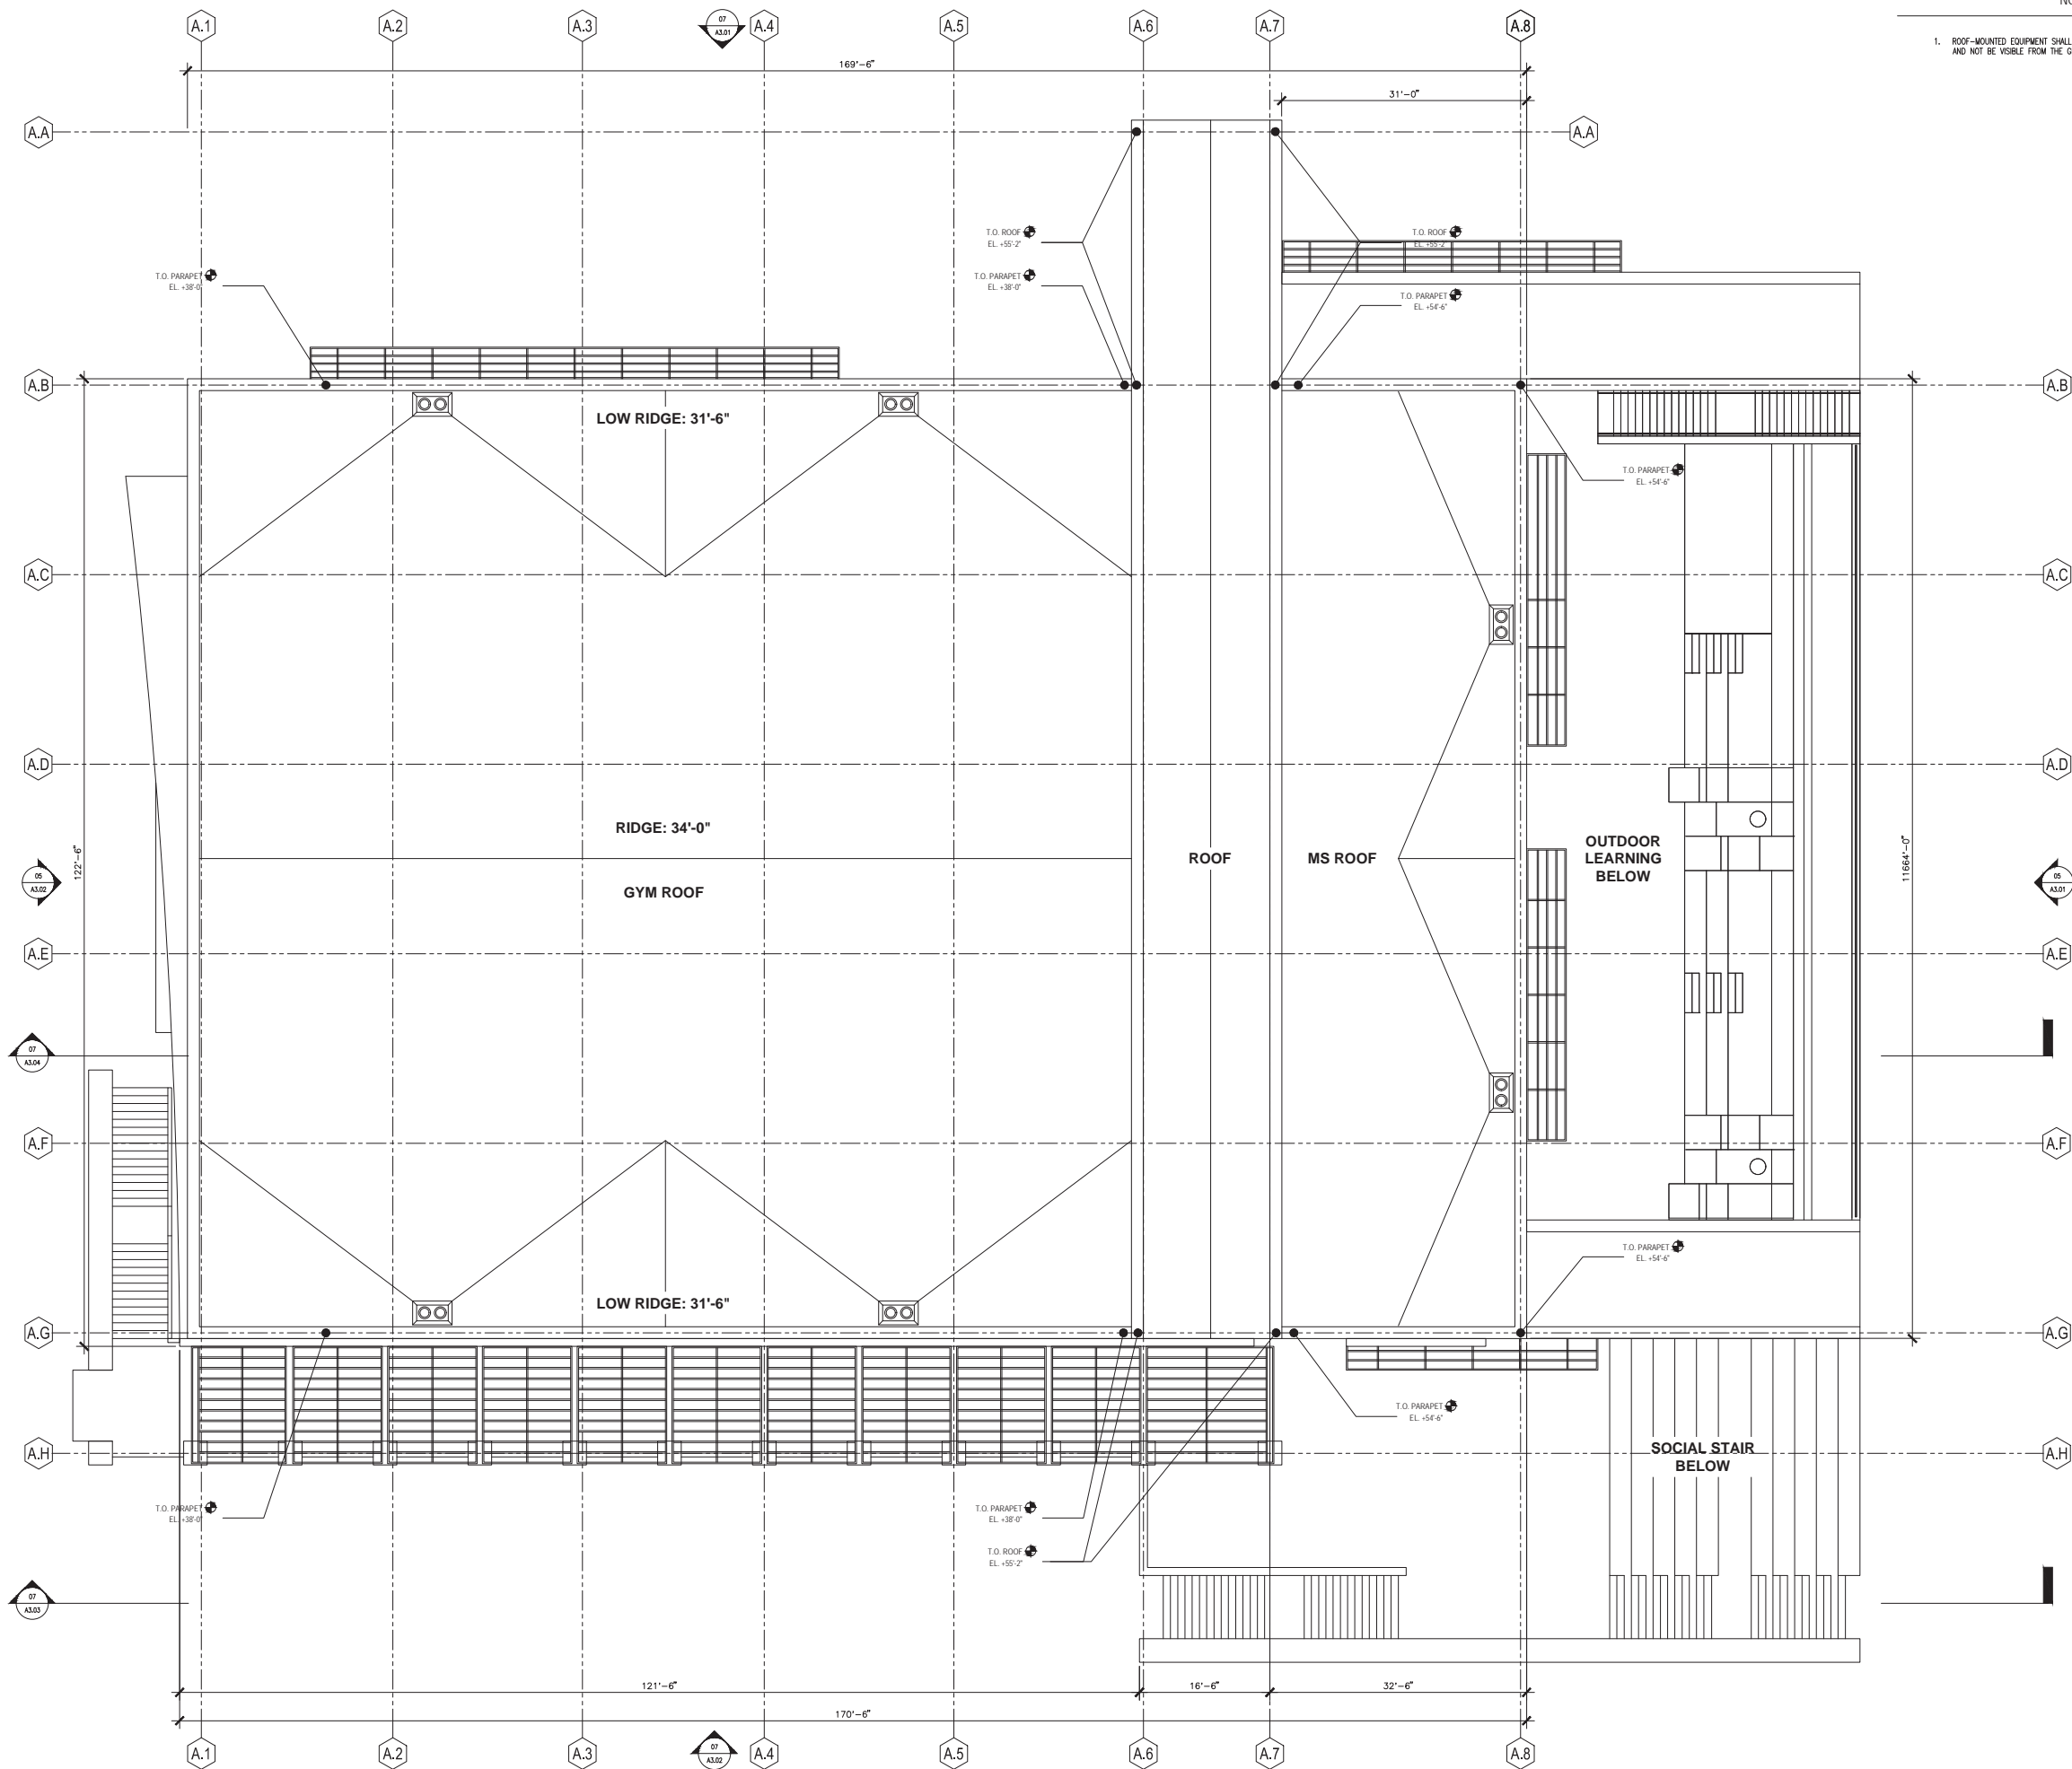 A.1 A.2 A.3 07 A3.01 A.4 A.5 A.6 A.7 A.8
1. ROOF-MOUNTED EQUIPMENT SHALL
AND NOT BE VISIBLE FROM THE G
169'-6"
31'-0"
A.A A.A
T.O. ROOF
EL. +55'-2"
T.O. ROOF
EL. +55'-2"
T.O. PARAPET
EL. +38'-0"
T.O. PARAPET
EL. +38'-0"
T.O. PARAPET
EL. +54'-6"
A.B A.B
LOW RIDGE: 31'-6"
T.O. PARAPET
EL. +54'-6"
A.C A.C
A.D A.D
RIDGE: 34'-0"
122'-6"
11664'-0"
OUTDOOR
LEARNING
BELOW
ROOF MS ROOF
05
A3.02
05
A3.01
GYM ROOF
A.E A.E
07
A3.04
A.F A.F
T.O. PARAPET
EL. +54'-6"
LOW RIDGE: 31'-6"
A.G A.G
T.O. PARAPET
EL. +54'-6"
SOCIAL STAIR
BELOW
A.H A.H
T.O. PARAPET
EL. +38'-0"
T.O. PARAPET
EL. +38'-0"
T.O. ROOF
EL. +55'-2"
07
A3.03
121'-6" 16'-6" 32'-6"
170'-6"
A.1 A.2 A.3 07 A3.02 A.4 A.5 A.6 A.7 A.8